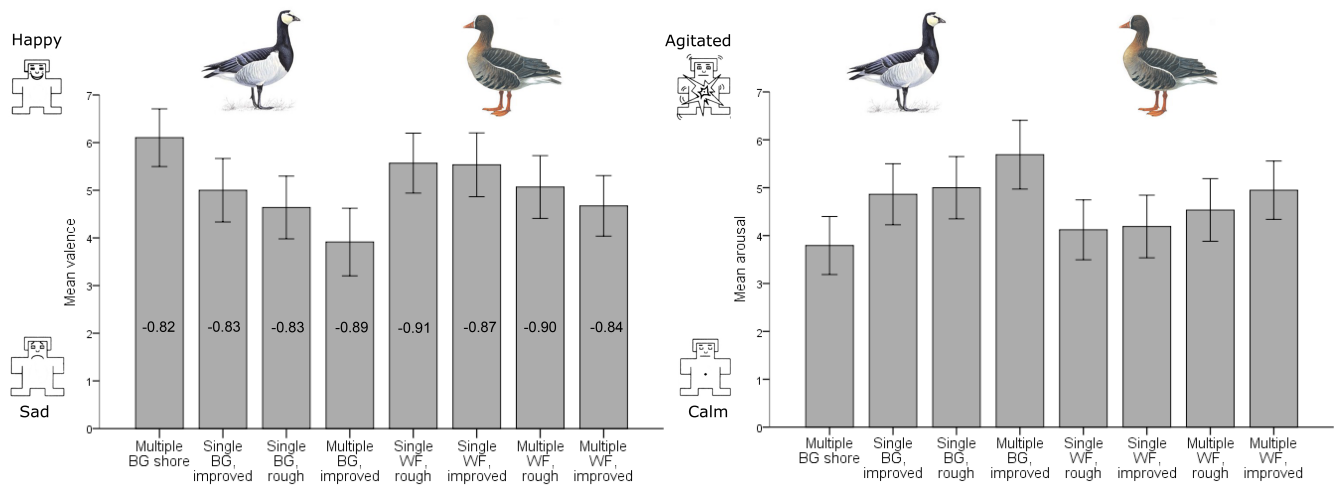 Happy
Sad
Mean valence
7
6
5
4
3
2
1
0
-0.82
-0.83
-0.83
-0.89
-0.91
-0.87
-0.90
-0.84
Multiple
BG shore
Single
BG,
improved
Single
BG,
rough
Multiple
BG,
improved
Single
WF,
rough
Single
WF,
improved
Multiple
WF,
rough
Multiple
WF,
improved
Agitated
Calm
Mean arousal
7
6
5
4
3
2
1
0
Multiple
BG shore
Single
BG,
improved
Single
BG,
rough
Multiple
BG,
improved
Single
WF,
rough
Single
WF,
improved
Multiple
WF,
rough
Multiple
WF,
improved